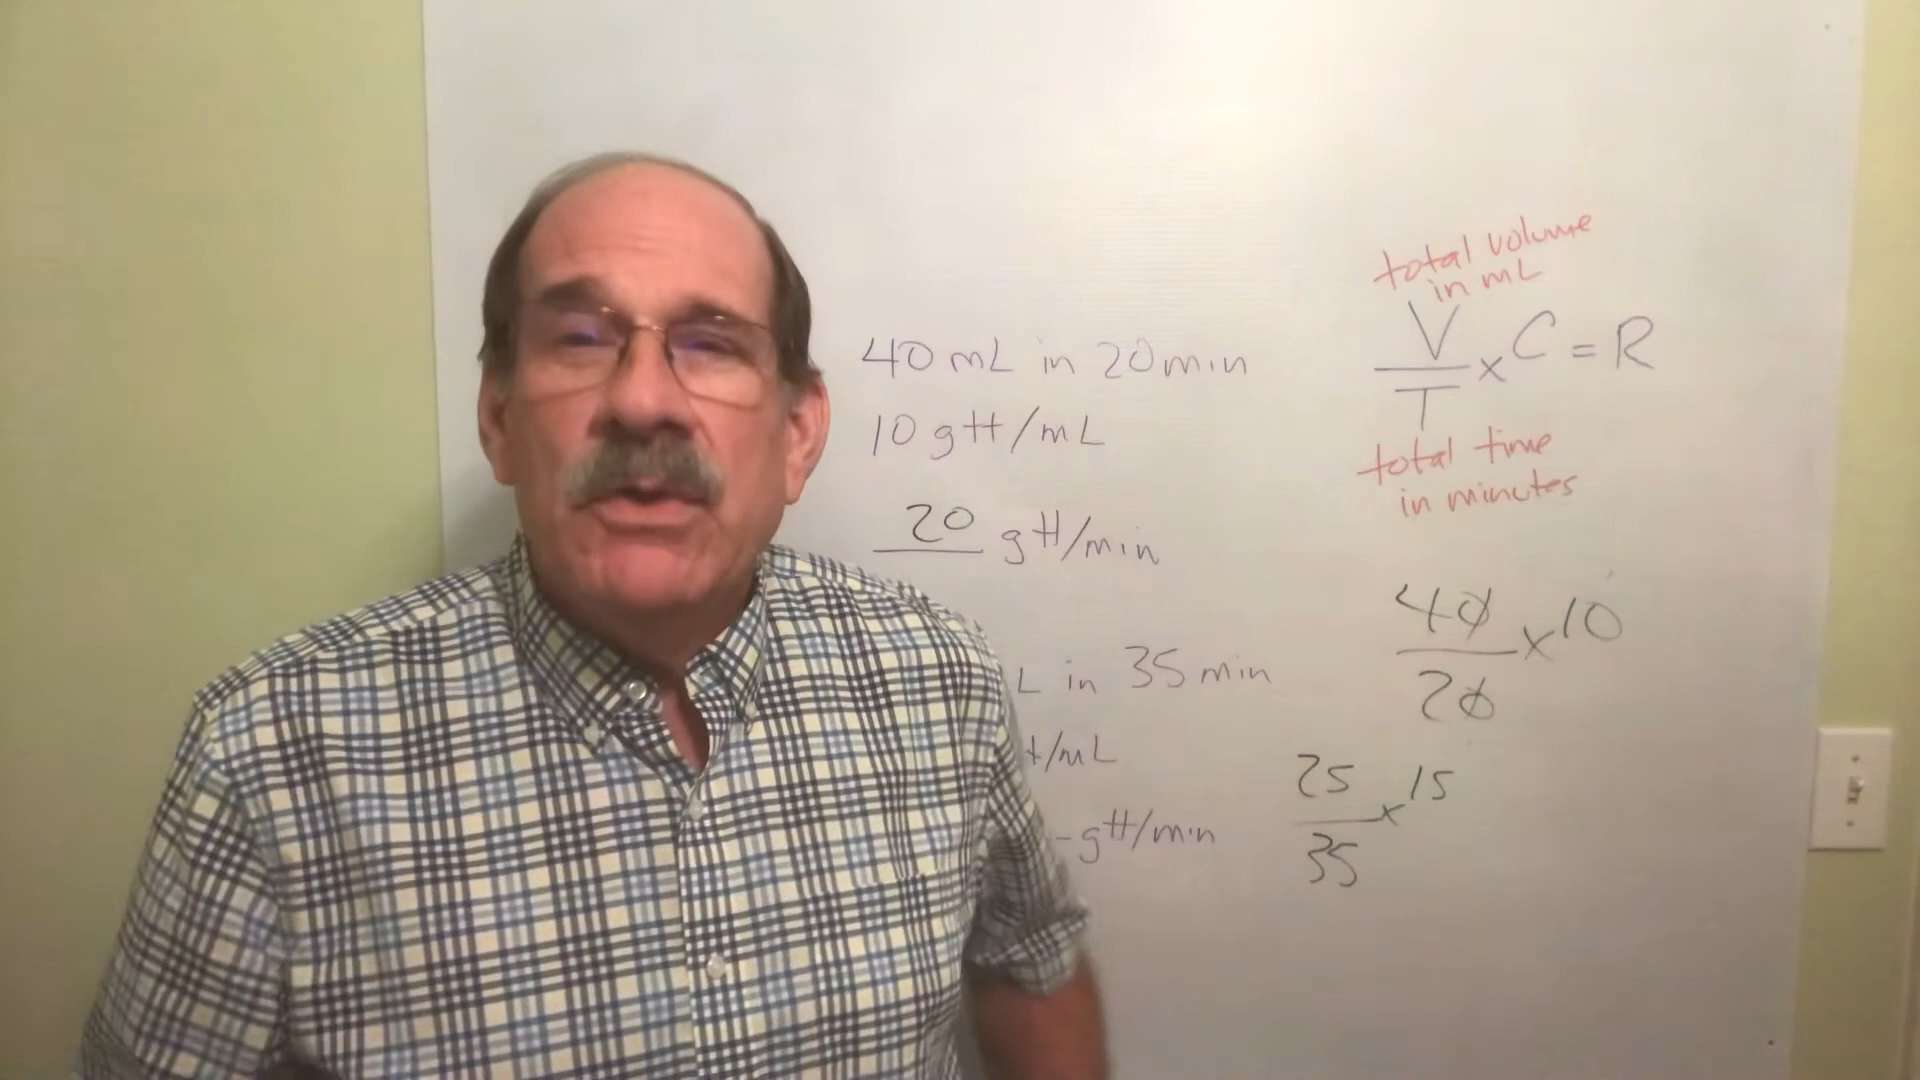 40 mL in 20 min
10 gtt/mL
20 gtt/min
L in 35 min
t/mL
gtt/min
total volume
in mL
V
T
x C = R
total time
in minutes
40
20
x 10
25
35
x 15